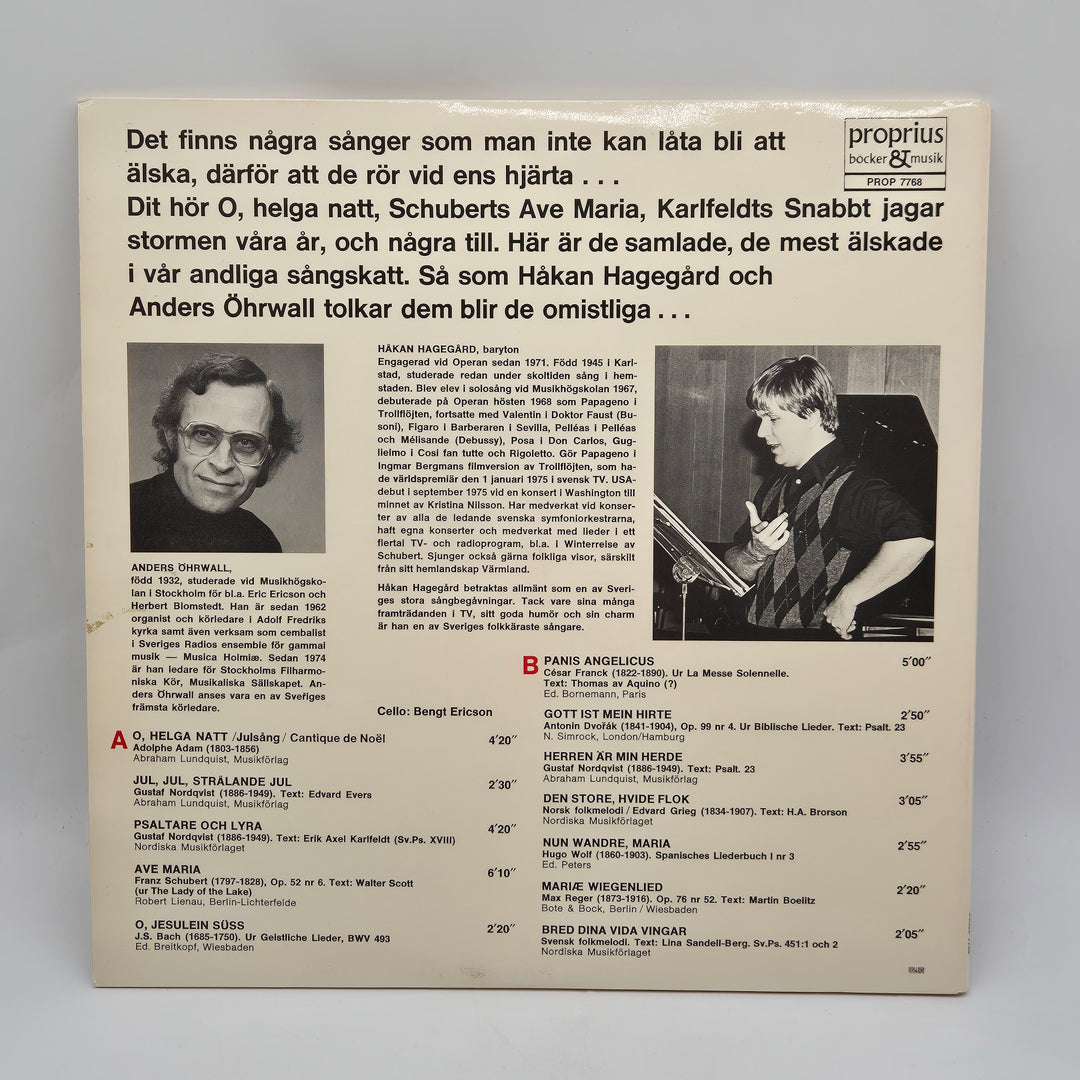 Det finns några sånger som man inte kan låta bli att
älska, därför att de rör vid ens hjärta . . .
Dit hör O, helga natt, Schuberts Ave Maria, Karlfeldts Snabbt jagar
stormen våra år, och några till. Här är de samlade, de mest älskade
i vår andliga sångskatt. Så som Håkan Hagegård och
Anders Öhrwall tolkar dem blir de omistliga . . .
proprius
böcker & musik
PROP 7768
ANDERS ÖHRWALL,
född 1932, studerade vid Musikhögsko-
lan i Stockholm för bl.a. Eric Ericson och
Herbert Blomstedt. Han är sedan 1962
organist och körledare i Adolf Fredriks
kyrka samt även verksam som cembalist
i Sveriges Radios ensemble för gammal
musik — Musica Holmiæ. Sedan 1974
är han ledare för Stockholms Filharmo-
niska Kör, Musikaliska Sällskapet. An-
ders Öhrwall anses vara en av Sveriges
främsta körledare.
HÅKAN HAGEGÅRD, baryton
Engagerad vid Operan sedan 1971. Född 1945 i Karl-
stad, studerade redan under skoltiden sång i hem-
staden. Blev elev i solosång vid Musikhögskolan 1967,
debuterade på Operan hösten 1968 som Papageno i
Trollflöjten, fortsatte med Valentin i Doktor Faust (Bu-
soni), Figaro i Barberaren i Sevilla, Pelléas i Pelléas
och Mélisande (Debussy), Posa i Don Carlos, Gug-
lielmo i Cosi fan tutte och Rigoletto. Gör Papageno i
Ingmar Bergmans filmversion av Trollflöjten, som ha-
de världspremiär den 1 januari 1975 i svensk TV. USA-
debut i september 1975 vid en konsert i Washington till
minnet av Kristina Nilsson. Har medverkat vid konser-
ter av alla de ledande svenska symfoniorkestrarna,
haft egna konserter och medverkat med lieder i ett
flertal TV- och radioprogram, bl.a. i Winterreise av
Schubert. Sjunger också gärna folkliga visor, särskilt
från sitt hemlandskap Värmland.
Håkan Hagegård betraktas allmänt som en av Sveri-
ges stora sångbegåvningar. Tack vare sina många
framträdanden i TV, sitt goda humör och sin charm
är han en av Sveriges folkkäraste sångare.
Cello: Bengt Ericson
A O, HELGA NATT /Julsång / Cantique de Noël 4'20"
Adolphe Adam (1803-1856)
Abraham Lundquist, Musikförlag
JUL, JUL, STRÅLANDE JUL 2'30"
Gustaf Nordqvist (1886-1949). Text: Edvard Evers
Abraham Lundquist, Musikförlag
PSALTARE OCH LYRA 4'20"
Gustaf Nordqvist (1886-1949). Text: Erik Axel Karlfeldt (Sv.Ps. XVIII)
Nordiska Musikförlaget
AVE MARIA 6'10"
Franz Schubert (1797-1828), Op. 52 nr 6. Text: Walter Scott
(ur The Lady of the Lake)
Robert Lienau, Berlin-Lichterfelde
O, JESULEIN SÜSS 2'20"
J.S. Bach (1685-1750). Ur Geistliche Lieder, BWV 493
Ed. Breitkopf, Wiesbaden
B PANIS ANGELICUS 5'00"
César Franck (1822-1890). Ur La Messe Solennelle.
Text: Thomas av Aquino (?)
Ed. Bornemann, Paris
GOTT IST MEIN HIRTE 2'50"
Antonin Dvořák (1841-1904), Op. 99 nr 4. Ur Biblische Lieder. Text: Psalt. 23
N. Simrock, London/Hamburg
HERREN ÄR MIN HERDE 3'55"
Gustaf Nordqvist (1886-1949). Text: Psalt. 23
Abraham Lundquist, Musikförlag
DEN STORE, HVIDE FLOK 3'05"
Norsk folkmelodi / Edvard Grieg (1834-1907). Text: H.A. Brorson
Nordiska Musikförlaget
NUN WANDRE, MARIA 2'55"
Hugo Wolf (1860-1903). Spanisches Liederbuch I nr 3
Ed. Peters
MARIÆ WIEGENLIED 2'20"
Max Reger (1873-1916). Op. 76 nr 52. Text: Martin Boelitz
Bote & Bock, Berlin / Wiesbaden
BRED DINA VIDA VINGAR 2'05"
Svensk folkmelodi. Text: Lina Sandell-Berg. Sv.Ps. 451:1 och 2
Nordiska Musikförlaget